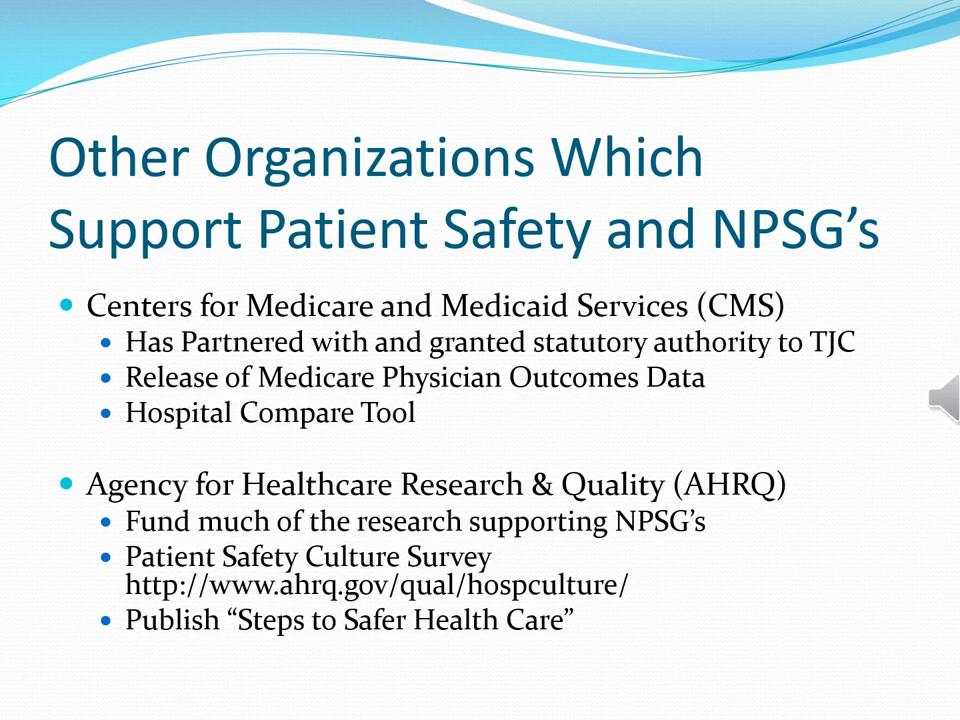 Other Organizations Which
Support Patient Safety and NPSG’s
• Centers for Medicare and Medicaid Services (CMS)
• Has Partnered with and granted statutory authority to TJC
• Release of Medicare Physician Outcomes Data
• Hospital Compare Tool
• Agency for Healthcare Research & Quality (AHRQ)
• Fund much of the research supporting NPSG’s
• Patient Safety Culture Survey
http://www.ahrq.gov/qual/hospculture/
• Publish “Steps to Safer Health Care”